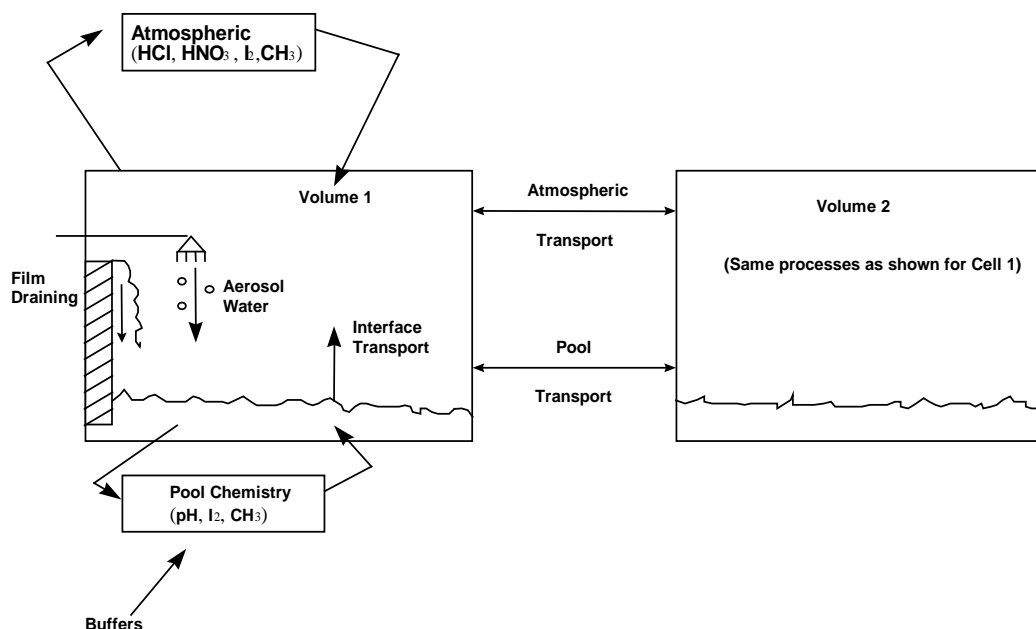 Atmospheric
(HCl, HNO₃ , I₂,CH₃)
Volume 1
Atmospheric
Transport
Volume 2
(Same processes as shown for Cell 1)
Film
Draining
Aerosol
Water
Interface
Transport
Pool
Transport
Pool Chemistry
(pH, I₂, CH₃)
Buffers